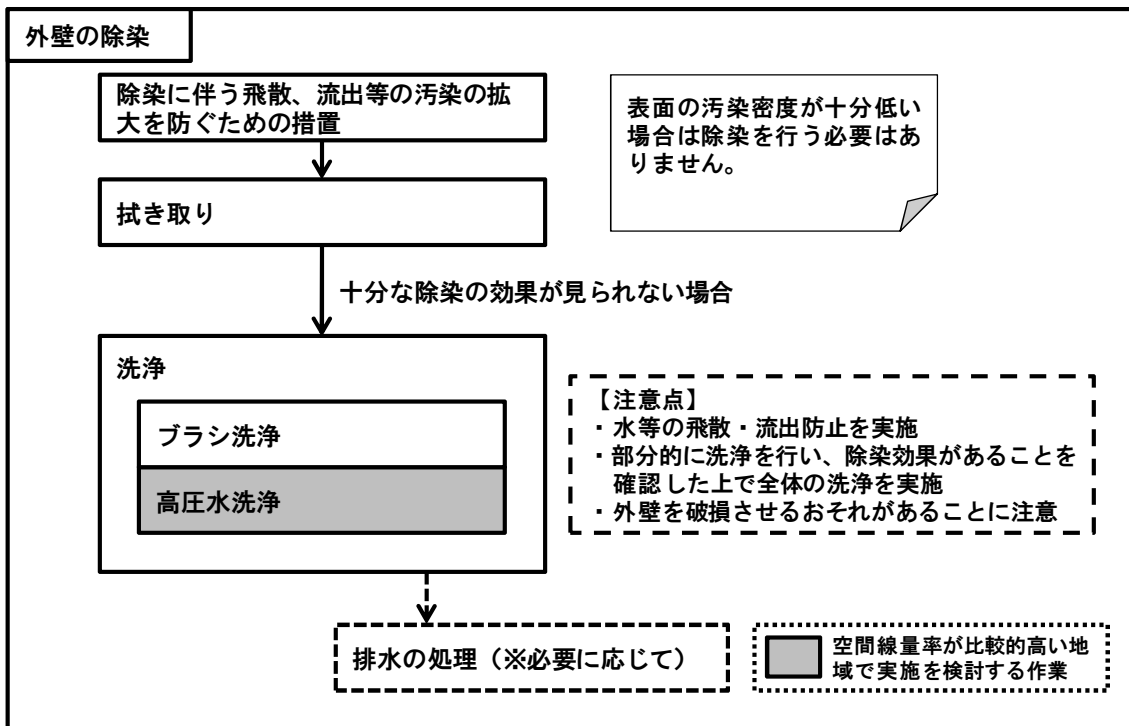 外壁の除染
除染に伴う飛散、流出等の汚染の拡
大を防ぐための措置
表面の汚染密度が十分低い
場合は除染を行う必要はあ
りません。
拭き取り
十分な除染の効果が見られない場合
洗浄
ブラシ洗浄
高圧水洗浄
【注意点】
・水等の飛散・流出防止を実施
・部分的に洗浄を行い、除染効果があることを
確認した上で全体の洗浄を実施
・外壁を破損させるおそれがあることに注意
排水の処理（※必要に応じて）
空間線量率が比較的高い地
域で実施を検討する作業